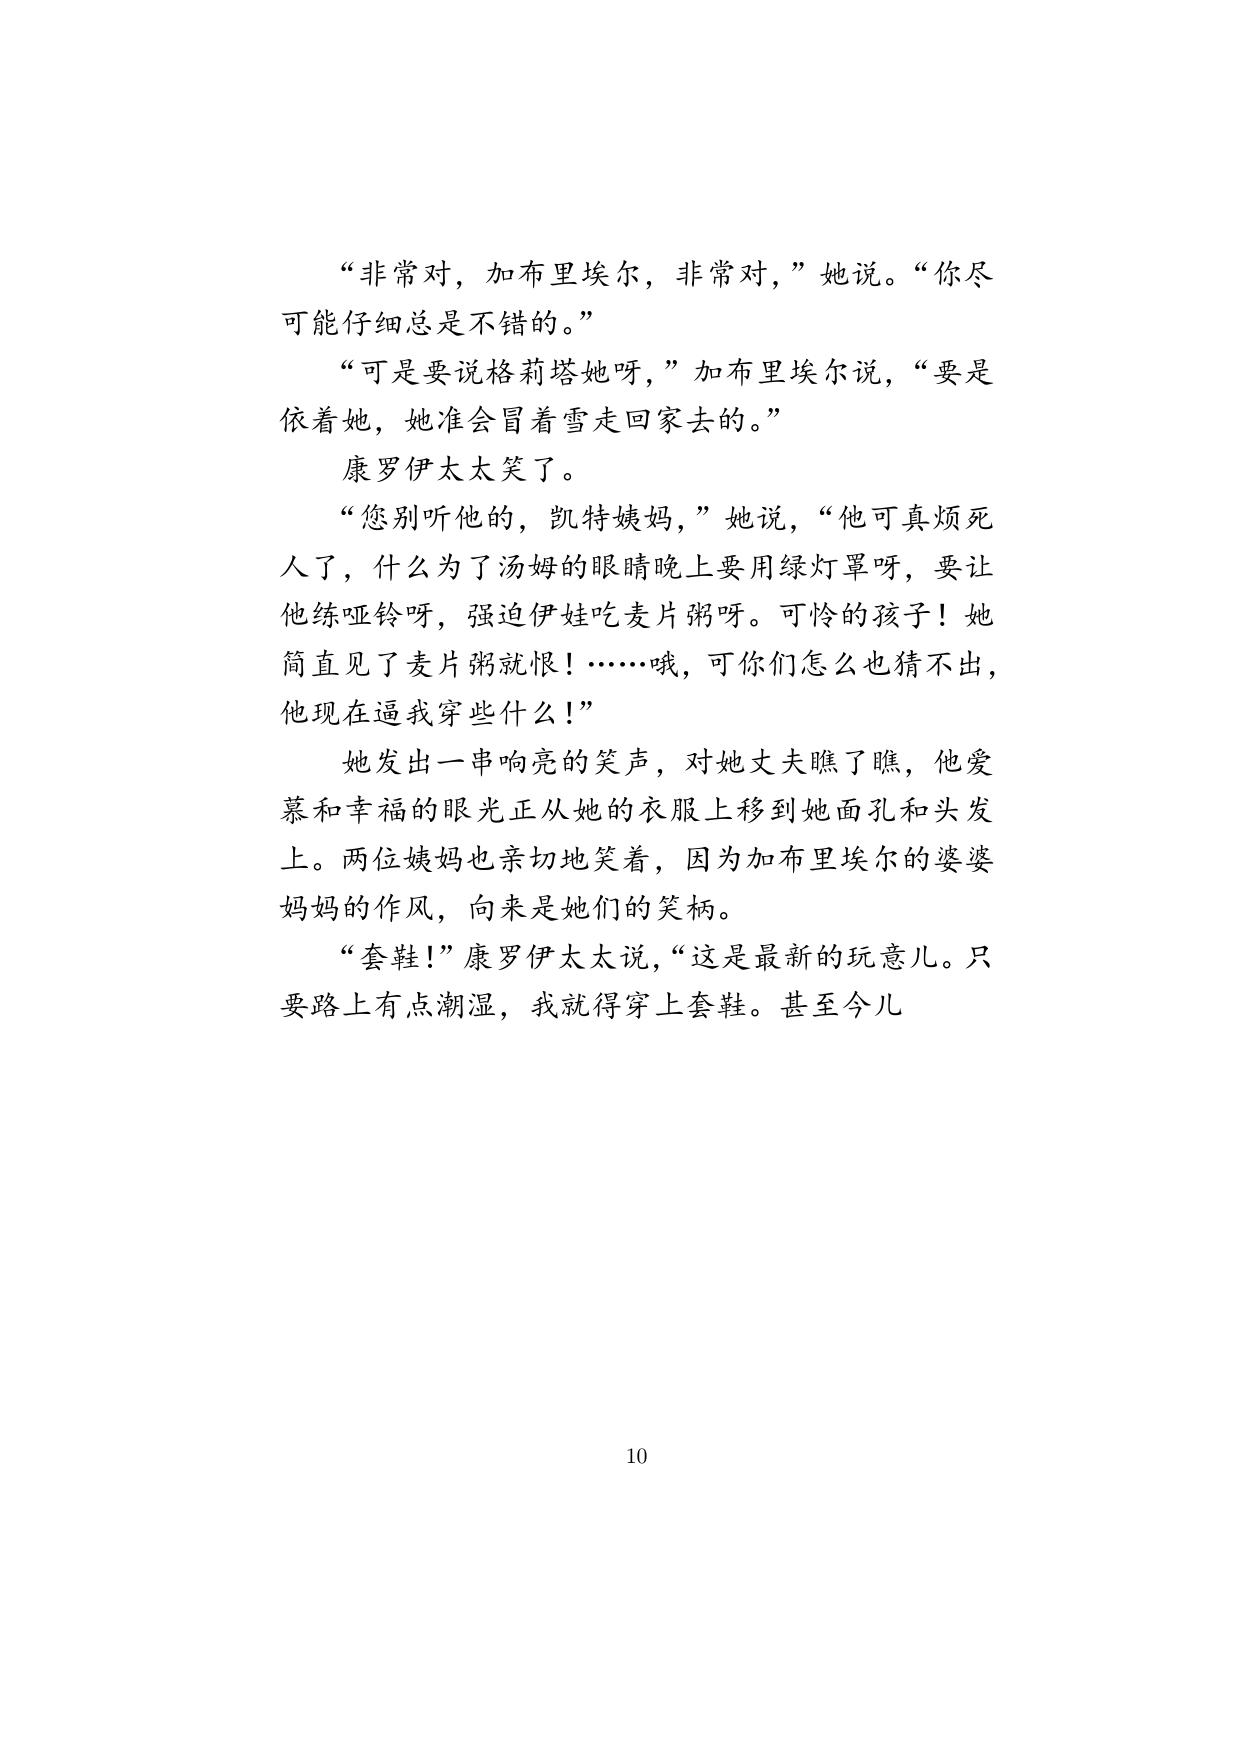 “非常对，加布里埃尔，非常对，”她说。“你尽
可能仔细总是不错的。”
“可是要说格莉塔她呀，”加布里埃尔说，“要是
依着她，她准会冒着雪走回家去的。”
康罗伊太太笑了。
“您别听他的，凯特姨妈，”她说，“他可真烦死
人了，什么为了汤姆的眼睛晚上要用绿灯罩呀，要让
他练哑铃呀，强迫伊娃吃麦片粥呀。可怜的孩子！她
简直见了麦片粥就恨！……哦，可你们怎么也猜不出，
他现在逼我穿些什么！”
她发出一串响亮的笑声，对她丈夫瞧了瞧，他爱
慕和幸福的眼光正从她的衣服上移到她面孔和头发
上。两位姨妈也亲切地笑着，因为加布里埃尔的婆婆
妈妈的作风，向来是她们的笑柄。
“套鞋！”康罗伊太太说，“这是最新的玩意儿。只
要路上有点潮湿，我就得穿上套鞋。甚至今儿
10